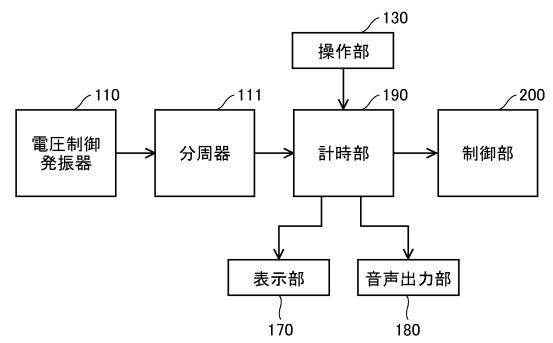 130
操作部
110
111
190
200
電圧制御
発振器
分周器
計時部
制御部
表示部
音声出力部
170
180